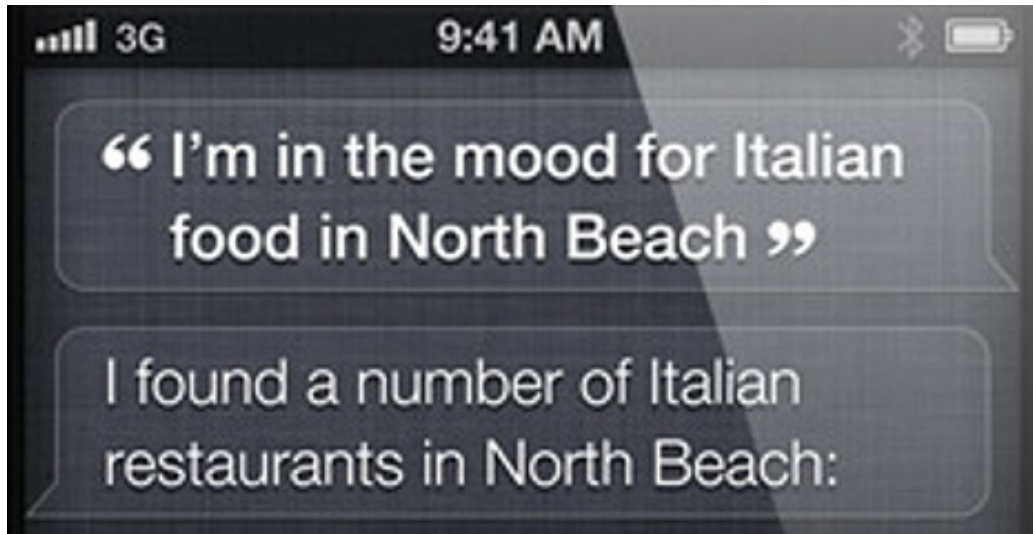 3G 9:41 AM
“ I’m in the mood for Italian
food in North Beach ”
I found a number of Italian
restaurants in North Beach: